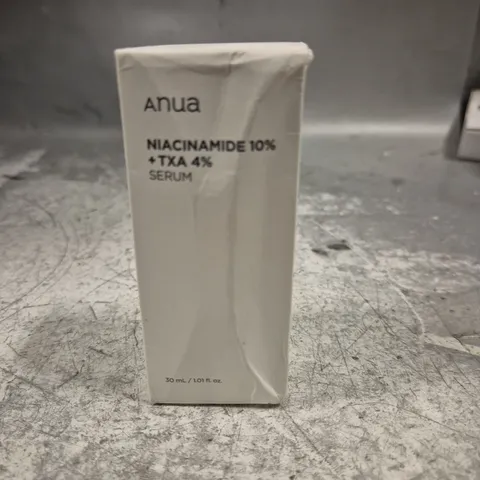 Anua
NIACINAMIDE 10%
+ TXA 4%
SERUM
30 mL / 1.01 fl. oz.